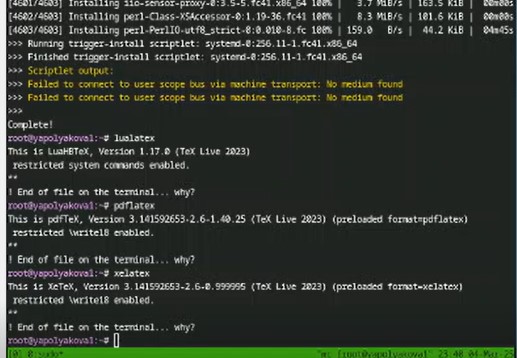 [4601/4603] Installing iio-sensor-proxy-0:3.5-5.fc41.x86_64 100% | 3.7 MiB/s | 163.5 KiB | 00m00s
[4602/4603] Installing perl-Class-XSAccessor-0:1.19-36.fc41 100% | 8.3 MiB/s | 101.6 KiB | 00m00s
[4603/4603] Installing perl-PerlIO-utf8_strict-0:0.010-8.fc 100% | 159.0 B/s | 44.2 KiB | 04m45s
>>> Running trigger-install scriptlet: systemd-0:256.11-1.fc41.x86_64
>>> Finished trigger-install scriptlet: systemd-0:256.11-1.fc41.x86_64
>>> Scriptlet output:
>>> Failed to connect to user scope bus via machine transport: No medium found
>>> Failed to connect to user scope bus via machine transport: No medium found
>>>
Complete!
root@yapolyakova1:~# lualatex
This is LuaHBTeX, Version 1.17.0 (TeX Live 2023)
restricted system commands enabled.
**
! End of file on the terminal... why?
root@yapolyakova1:~# pdflatex
This is pdfTeX, Version 3.141592653-2.6-1.40.25 (TeX Live 2023) (preloaded format=pdflatex)
restricted \write18 enabled.
**
! End of file on the terminal... why?
root@yapolyakova1:~# xelatex
This is XeTeX, Version 3.141592653-2.6-0.999995 (TeX Live 2023) (preloaded format=xelatex)
restricted \write18 enabled.
**
! End of file on the terminal... why?
root@yapolyakova1:~#
[0] 0:sudo* "mc [root@yapolyakova1 23:40 04-Mar-25